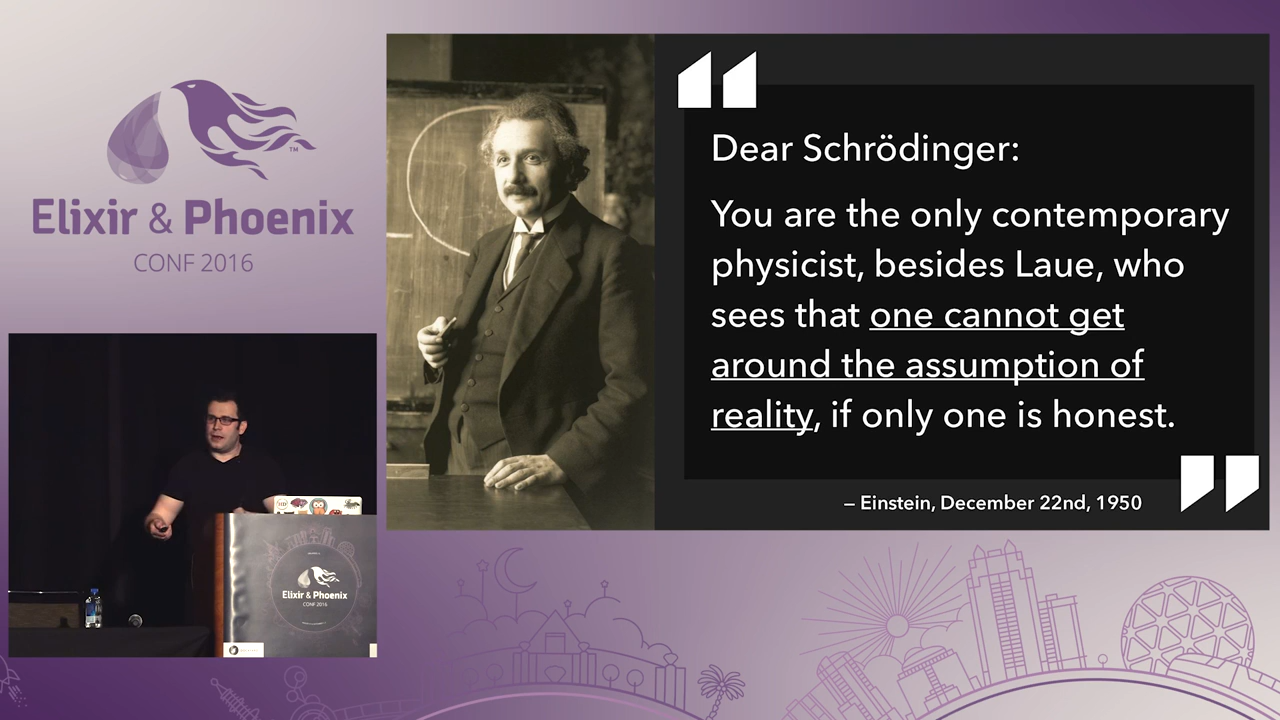 Elixir & Phoenix
TM
CONF 2016
Dear Schrödinger:
You are the only contemporary
physicist, besides Laue, who
sees that one cannot get
around the assumption of
reality, if only one is honest.
– Einstein, December 22nd, 1950
Elixir & Phoenix
CONF 2016